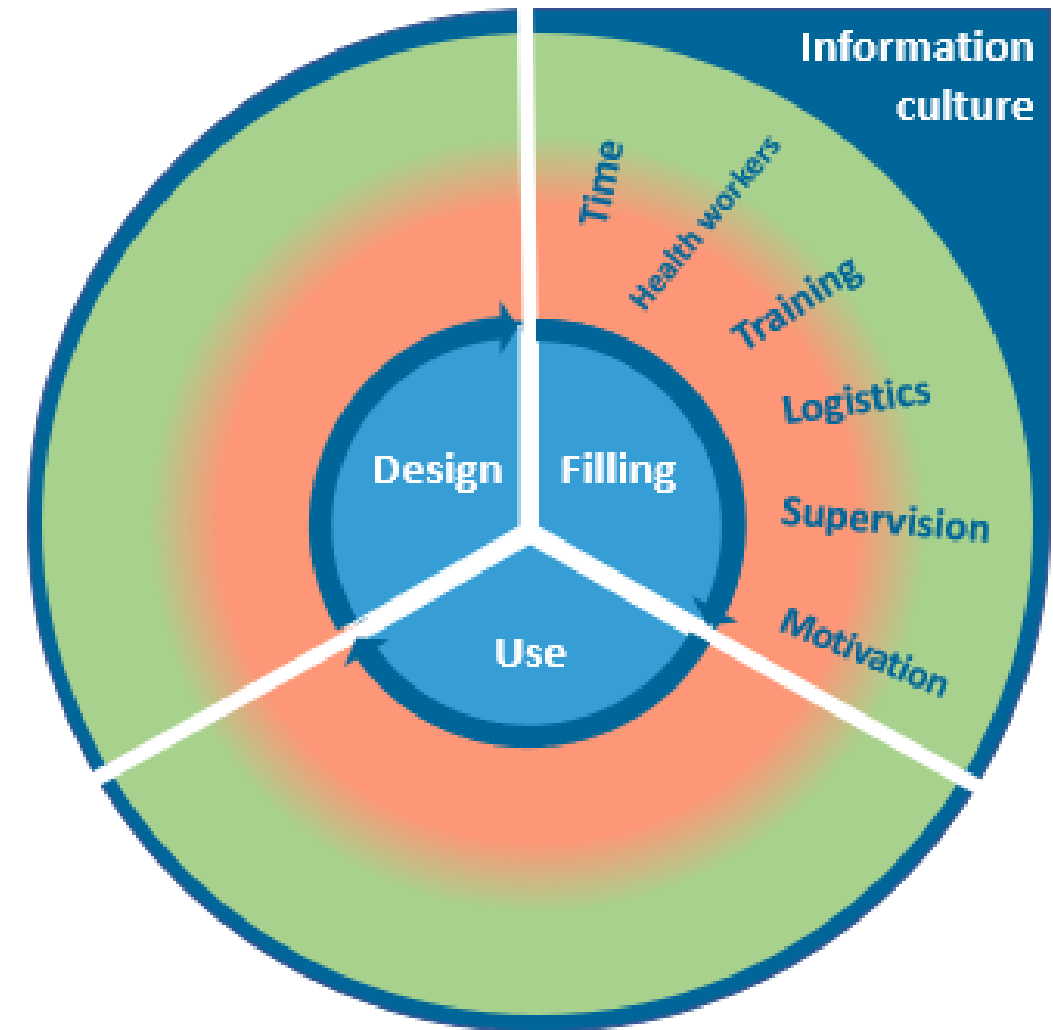 Information
culture
Time
Health workers
Training
Logistics
Supervision
Motivation
Design
Filling
Use